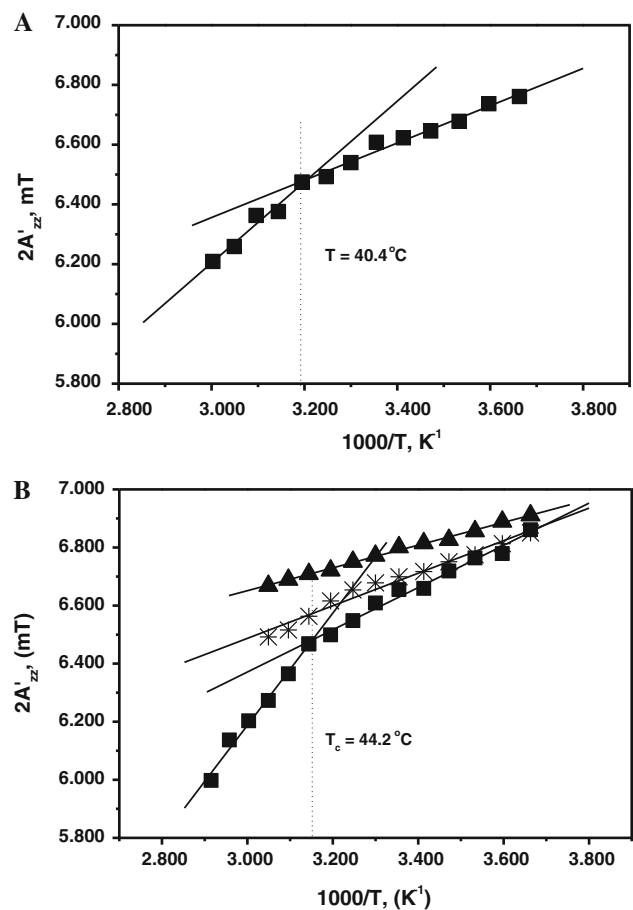 A
7.000
6.800
6.600
6.400
6.200
6.000
5.800
2A'zz, mT
T = 40.4 °C
2.800 3.000 3.200 3.400 3.600 3.800
1000/T, K-1
B
7.000
6.800
6.600
6.400
6.200
6.000
5.800
2A'zz, (mT)
Tc = 44.2 °C
2.800 3.000 3.200 3.400 3.600 3.800
1000/T, (K-1)